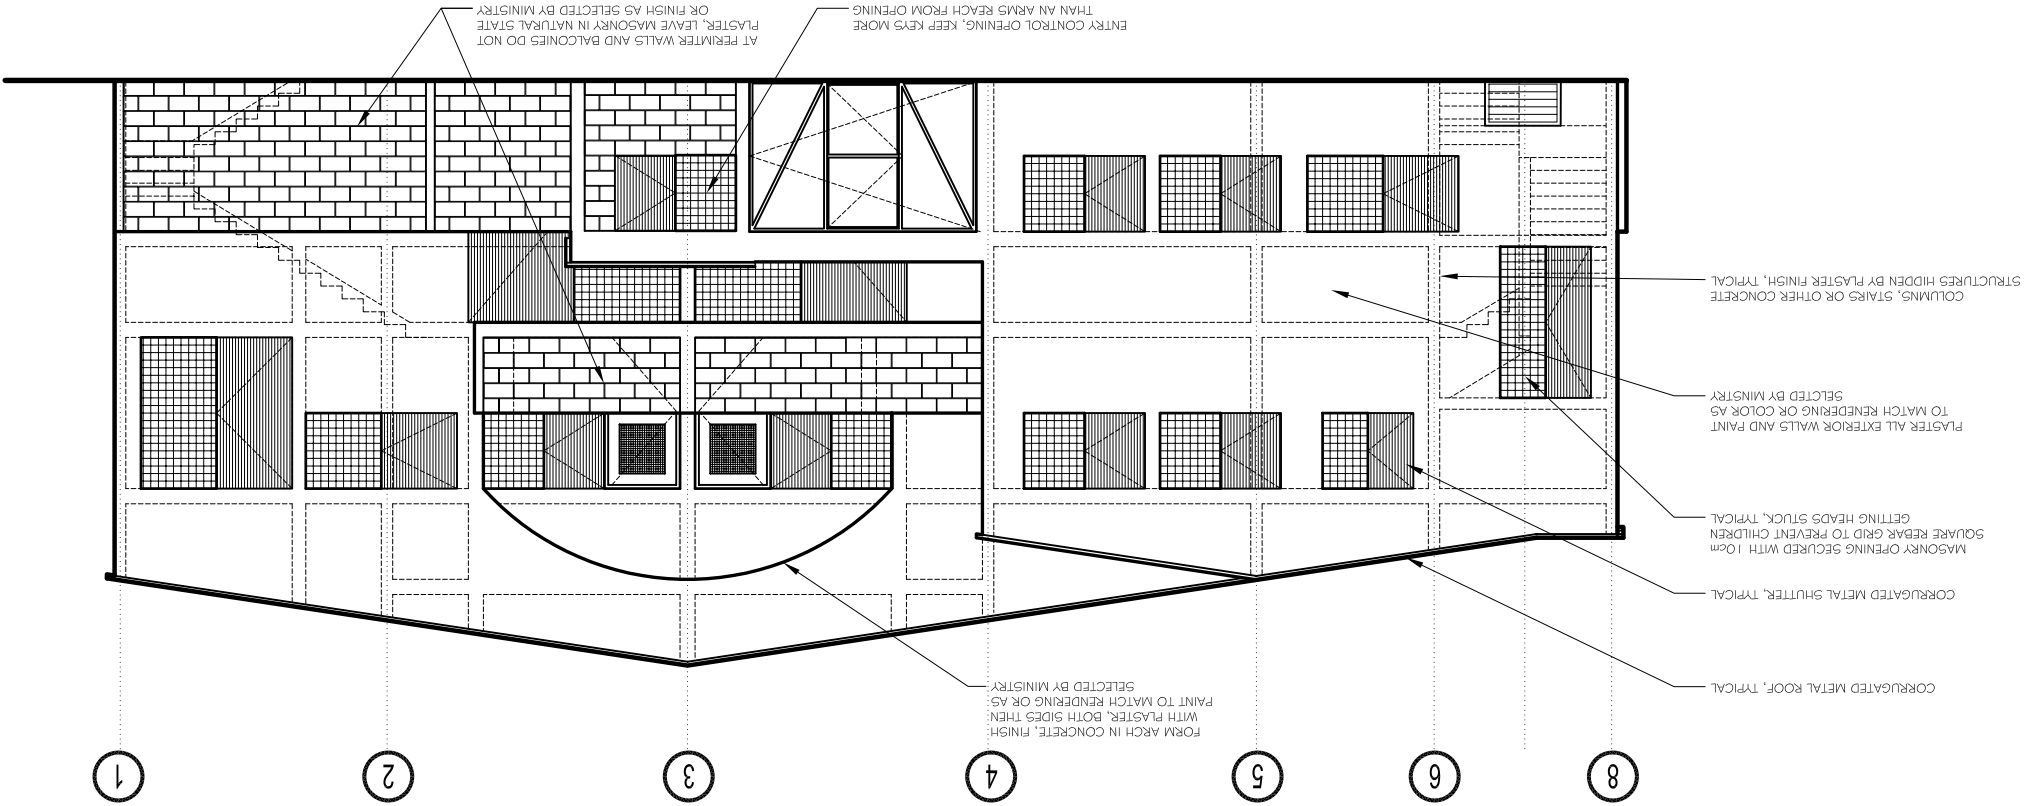 8
6
5
4
3
2
1
FORM ARCH IN CONCRETE, FINISH
WITH PLASTER, BOTH SIDES THEN
PAINT TO MATCH RENDERING OR AS
SELECTED BY MINISTRY
CORRUGATED METAL ROOF, TYPICAL
CORRUGATED METAL SHUTTER, TYPICAL
MASONRY OPENING SECURED WITH 10cm
SQUARE REBAR GRID TO PREVENT CHILDREN
GETTING HEADS STUCK, TYPICAL
PLASTER ALL EXTERIOR WALLS AND PAINT
TO MATCH RENEDERING OR COLOR AS
SELECTED BY MINISTRY
COLUMNS, STAIRS OR OTHER CONCRETE
STRUCTURES HIDDEN BY PLASTER FINISH, TYPICAL
ENTRY CONTROL OPENING, KEEP KEYS MORE
THAN AN ARMS REACH FROM OPENING
AT PERIMTER WALLS AND BALCONIES DO NOT
PLASTER, LEAVE MASONRY IN NATURAL STATE
OR FINISH AS SELECTED BY MINISTRY